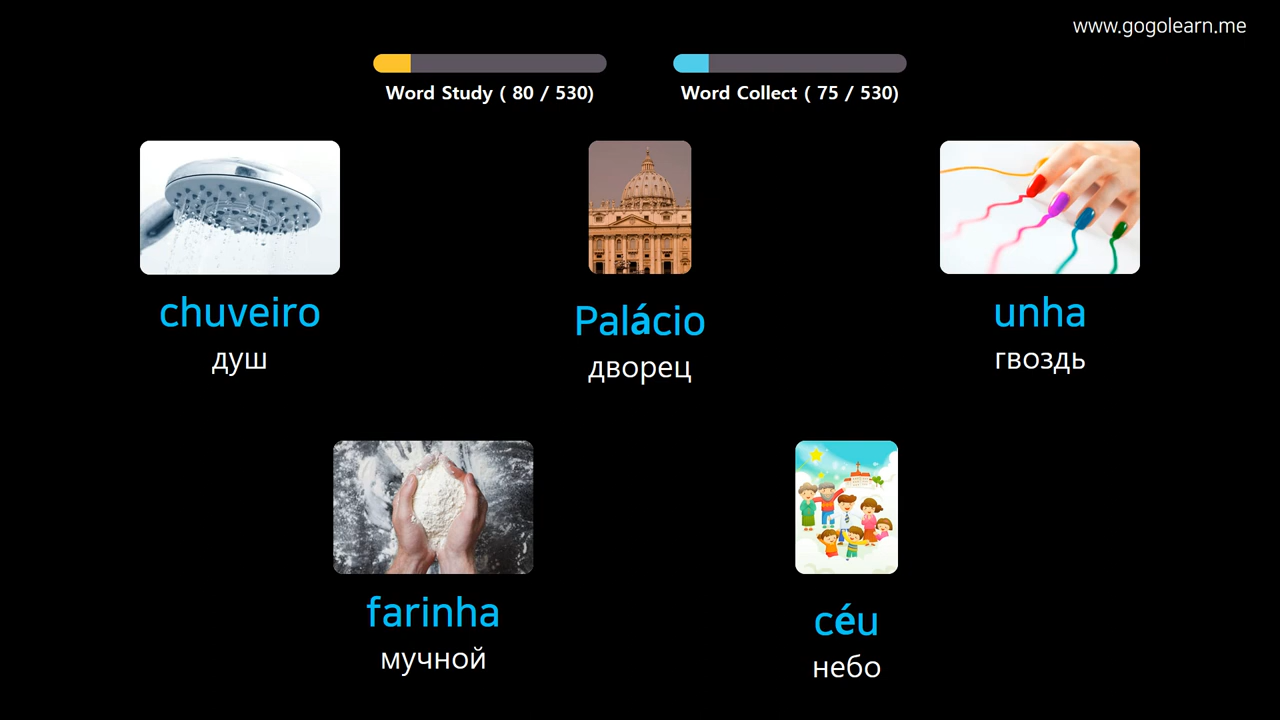 www.gogolearn.me
Word Study ( 80 / 530)
Word Collect ( 75 / 530)
chuveiro
душ
Palácio
дворец
unha
гвоздь
farinha
мучной
céu
небо